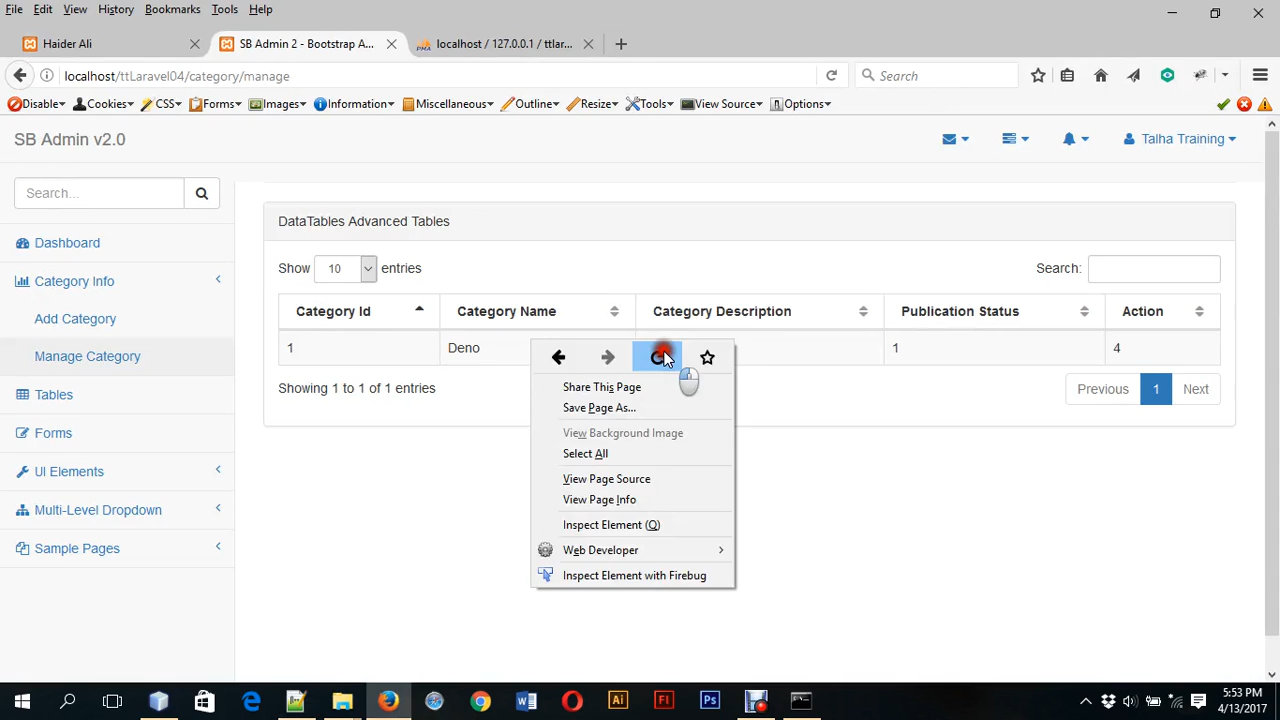 File Edit View History Bookmarks Tools Help
Haider Ali
SB Admin 2 - Bootstrap A...
localhost / 127.0.0.1 / ttlar...
localhost/ttLaravel04/category/manage
Search
Disable Cookies CSS Forms Images Information Miscellaneous Outline Resize Tools View Source Options
SB Admin v2.0
Talha Training
Search...
Dashboard
Category Info
Add Category
Manage Category
Tables
Forms
UI Elements
Multi-Level Dropdown
Sample Pages
DataTables Advanced Tables
Show 10 entries
Search:
Category Id Category Name Category Description Publication Status Action
1 Deno 1 4
Showing 1 to 1 of 1 entries
Previous 1 Next
Share This Page
Save Page As...
View Background Image
Select All
View Page Source
View Page Info
Inspect Element (Q)
Web Developer
Inspect Element with Firebug
5:53 PM
4/13/2017